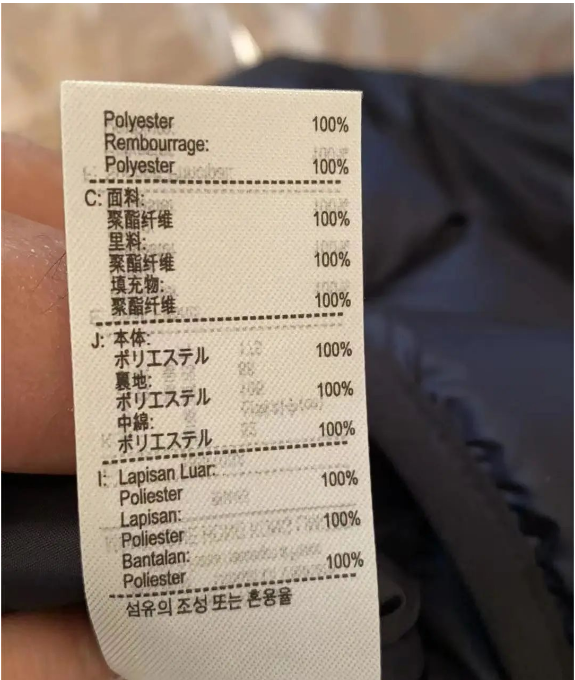 Polyester 100%
Rembourrage:
Polyester 100%
C: 面料:
聚酯纤维 100%
里料:
聚酯纤维 100%
填充物:
聚酯纤维 100%
J: 本体:
ポリエステル 100%
裏地:
ポリエステル 100%
中綿:
ポリエステル 100%
I: Lapisan Luar:
Poliester 100%
Lapisan:
Poliester 100%
Bantalan:
Poliester 100%
섬유의 조성 또는 혼용율